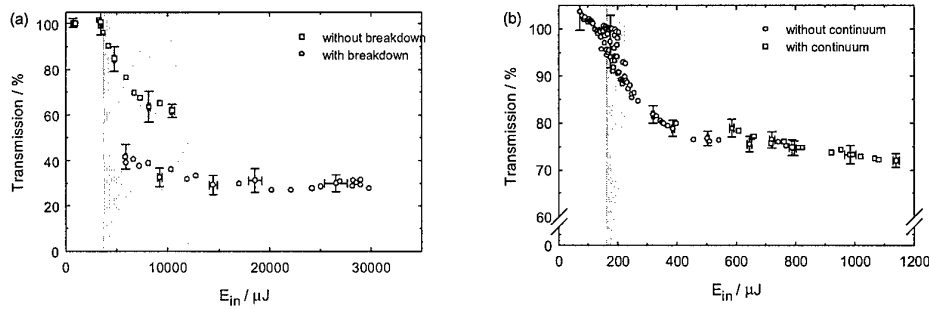 (a)
100
80
60
40
20
0
Transmission / %
without breakdown
with breakdown
0
10000
20000
30000
E_in / μJ
(b)
100
90
80
70
60
0
Transmission / %
without continuum
with continuum
0
200
400
600
800
1000
1200
E_in / μJ